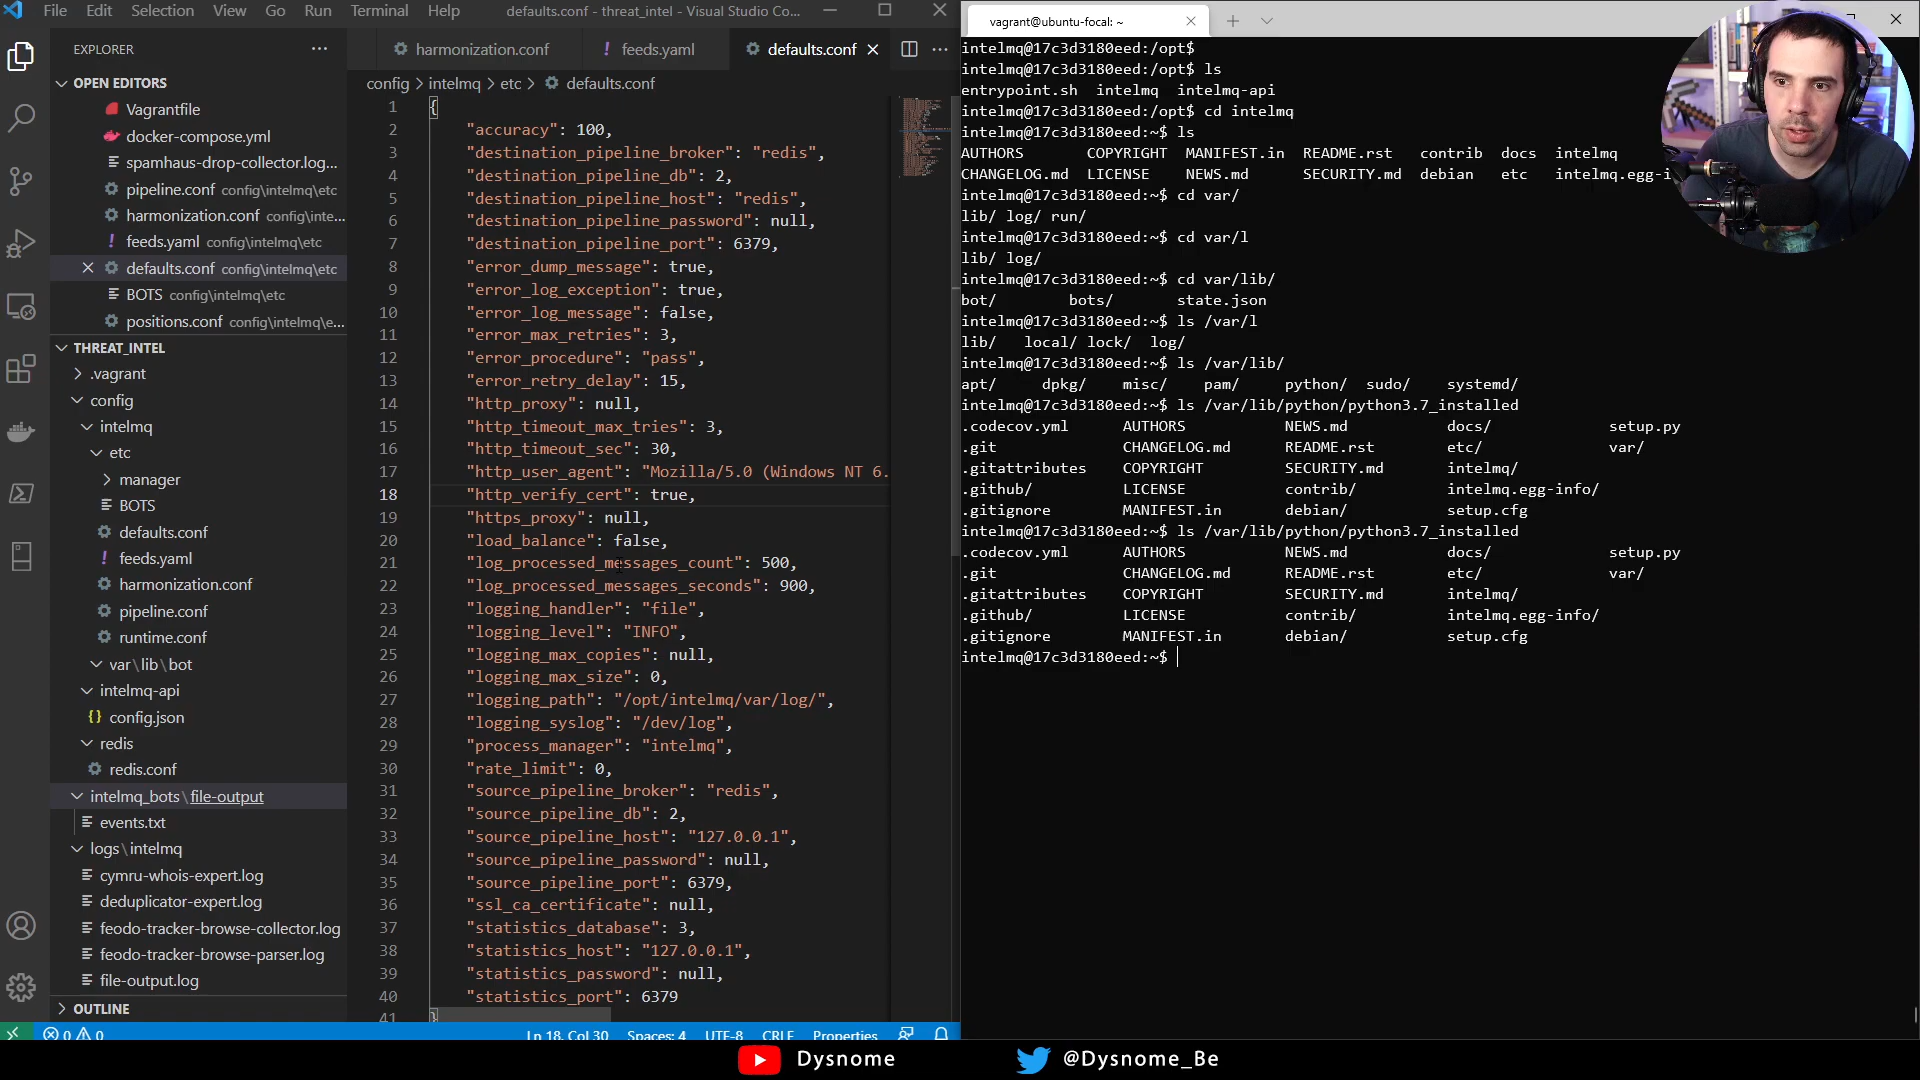 File Edit Selection View Go Run Terminal Help defaults.conf - threat_intel - Visual Studio Co...
EXPLORER
OPEN EDITORS
Vagrantfile
docker-compose.yml
spamhaus-drop-collector.log...
pipeline.conf config\intelmq\etc
harmonization.conf config\inte...
feeds.yaml config\intelmq\etc
defaults.conf config\intelmq\etc
BOTS config\intelmq\etc
positions.conf config\intelmq\e...
THREAT_INTEL
.vagrant
config
intelmq
etc
manager
BOTS
defaults.conf
feeds.yaml
harmonization.conf
pipeline.conf
runtime.conf
var\lib\bot
intelmq-api
config.json
redis
redis.conf
intelmq_bots\file-output
events.txt
logs\intelmq
cymru-whois-expert.log
deduplicator-expert.log
feodo-tracker-browse-collector.log
feodo-tracker-browse-parser.log
file-output.log
OUTLINE
harmonization.conf feeds.yaml defaults.conf
config > intelmq > etc > defaults.conf
1 {
2 "accuracy": 100,
3 "destination_pipeline_broker": "redis",
4 "destination_pipeline_db": 2,
5 "destination_pipeline_host": "redis",
6 "destination_pipeline_password": null,
7 "destination_pipeline_port": 6379,
8 "error_dump_message": true,
9 "error_log_exception": true,
10 "error_log_message": false,
11 "error_max_retries": 3,
12 "error_procedure": "pass",
13 "error_retry_delay": 15,
14 "http_proxy": null,
15 "http_timeout_max_tries": 3,
16 "http_timeout_sec": 30,
17 "http_user_agent": "Mozilla/5.0 (Windows NT 6.
18 "http_verify_cert": true,
19 "https_proxy": null,
20 "load_balance": false,
21 "log_processed_messages_count": 500,
22 "log_processed_messages_seconds": 900,
23 "logging_handler": "file",
24 "logging_level": "INFO",
25 "logging_max_copies": null,
26 "logging_max_size": 0,
27 "logging_path": "/opt/intelmq/var/log/",
28 "logging_syslog": "/dev/log",
29 "process_manager": "intelmq",
30 "rate_limit": 0,
31 "source_pipeline_broker": "redis",
32 "source_pipeline_db": 2,
33 "source_pipeline_host": "127.0.0.1",
34 "source_pipeline_password": null,
35 "source_pipeline_port": 6379,
36 "ssl_ca_certificate": null,
37 "statistics_database": 3,
38 "statistics_host": "127.0.0.1",
39 "statistics_password": null,
40 "statistics_port": 6379
41 }
0 0 Ln 18, Col 30 Spaces: 4 UTF-8 CRLF Properties
vagrant@ubuntu-focal: ~
intelmq@17c3d3180eed:/opt$
intelmq@17c3d3180eed:/opt$ ls
entrypoint.sh intelmq intelmq-api
intelmq@17c3d3180eed:/opt$ cd intelmq
intelmq@17c3d3180eed:~$ ls
AUTHORS COPYRIGHT MANIFEST.in README.rst contrib docs intelmq
CHANGELOG.md LICENSE NEWS.md SECURITY.md debian etc intelmq.egg-i
intelmq@17c3d3180eed:~$ cd var/
lib/ log/ run/
intelmq@17c3d3180eed:~$ cd var/l
lib/ log/
intelmq@17c3d3180eed:~$ cd var/lib/
bot/ bots/ state.json
intelmq@17c3d3180eed:~$ ls /var/l
lib/ local/ lock/ log/
intelmq@17c3d3180eed:~$ ls /var/lib/
apt/ dpkg/ misc/ pam/ python/ sudo/ systemd/
intelmq@17c3d3180eed:~$ ls /var/lib/python/python3.7_installed
.codecov.yml AUTHORS NEWS.md docs/ setup.py
.git CHANGELOG.md README.rst etc/ var/
.gitattributes COPYRIGHT SECURITY.md intelmq/
.github/ LICENSE contrib/ intelmq.egg-info/
.gitignore MANIFEST.in debian/ setup.cfg
intelmq@17c3d3180eed:~$ ls /var/lib/python/python3.7_installed
.codecov.yml AUTHORS NEWS.md docs/ setup.py
.git CHANGELOG.md README.rst etc/ var/
.gitattributes COPYRIGHT SECURITY.md intelmq/
.github/ LICENSE contrib/ intelmq.egg-info/
.gitignore MANIFEST.in debian/ setup.cfg
intelmq@17c3d3180eed:~$
Dysnome @Dysnome_Be